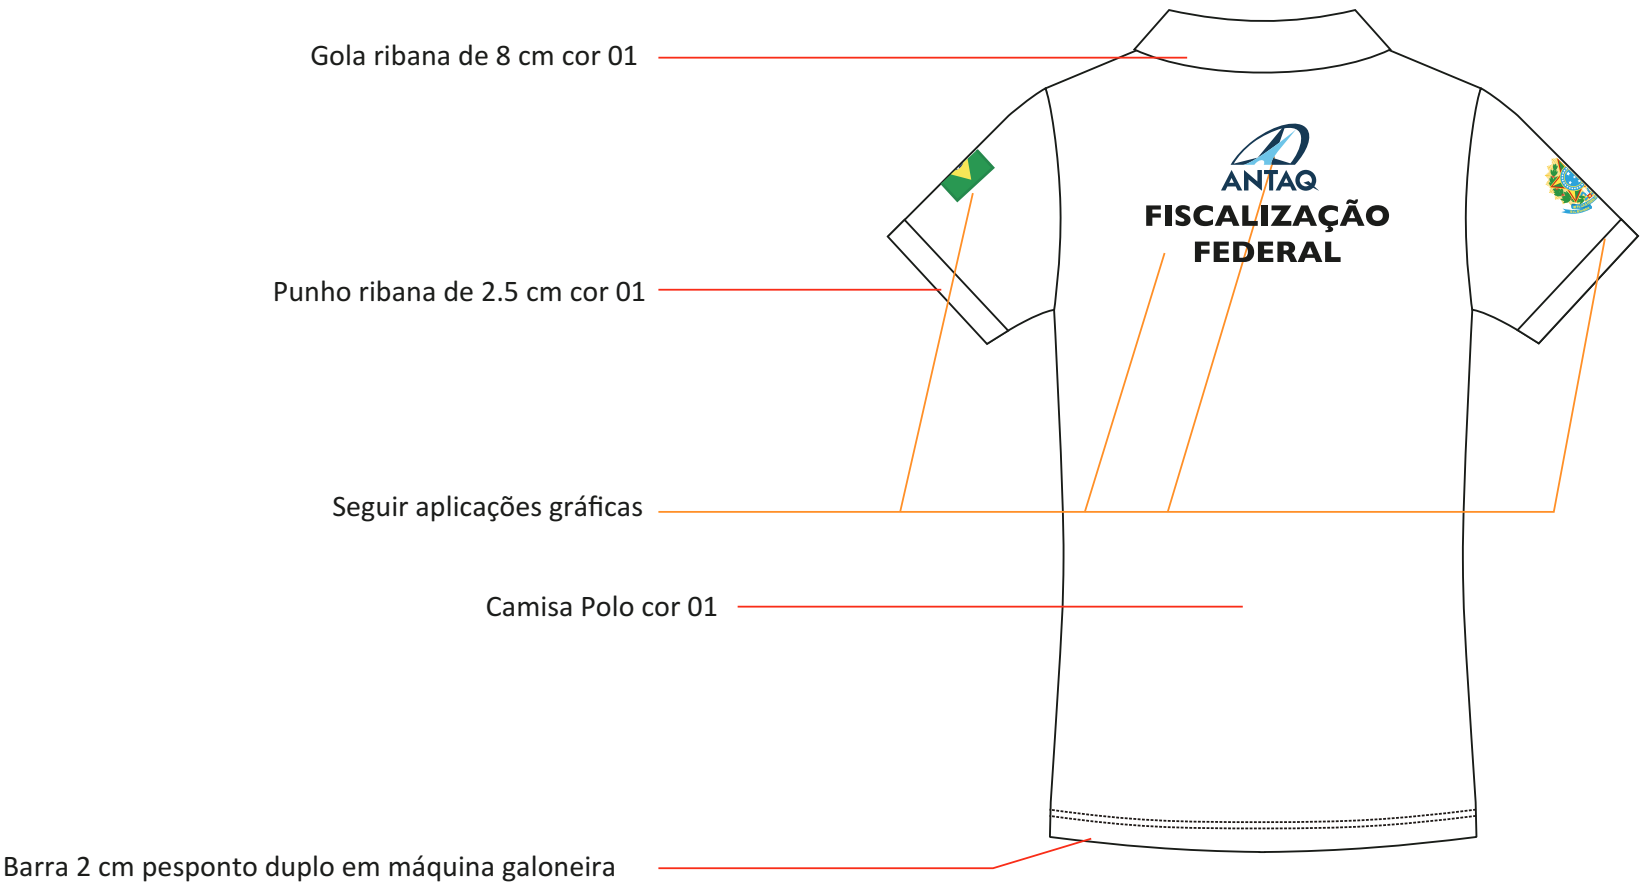 Gola ribana de 8 cm cor 01
ANTAQ
FISCALIZAÇÃO
FEDERAL
Punho ribana de 2.5 cm cor 01
Seguir aplicações gráficas
Camisa Polo cor 01
Barra 2 cm pesponto duplo em máquina galoneira